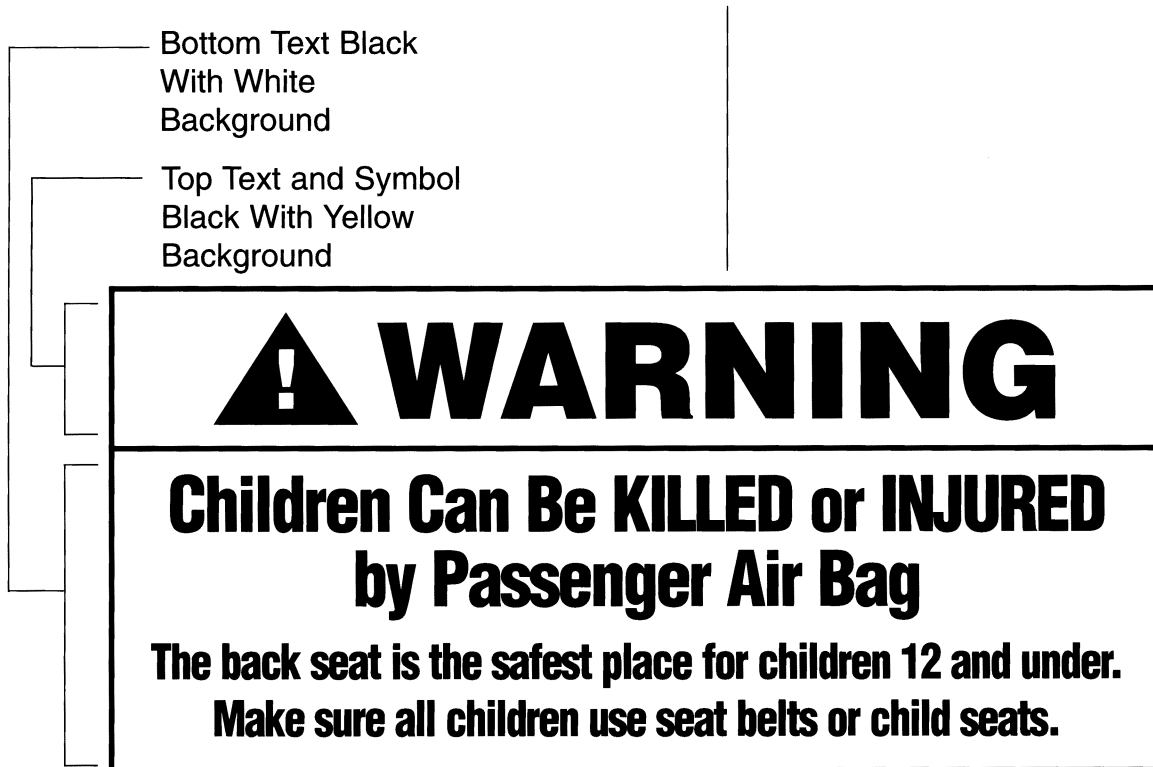 Bottom Text Black
With White
Background
Top Text and Symbol
Black With Yellow
Background
! WARNING
Children Can Be KILLED or INJURED
by Passenger Air Bag
The back seat is the safest place for children 12 and under.
Make sure all children use seat belts or child seats.